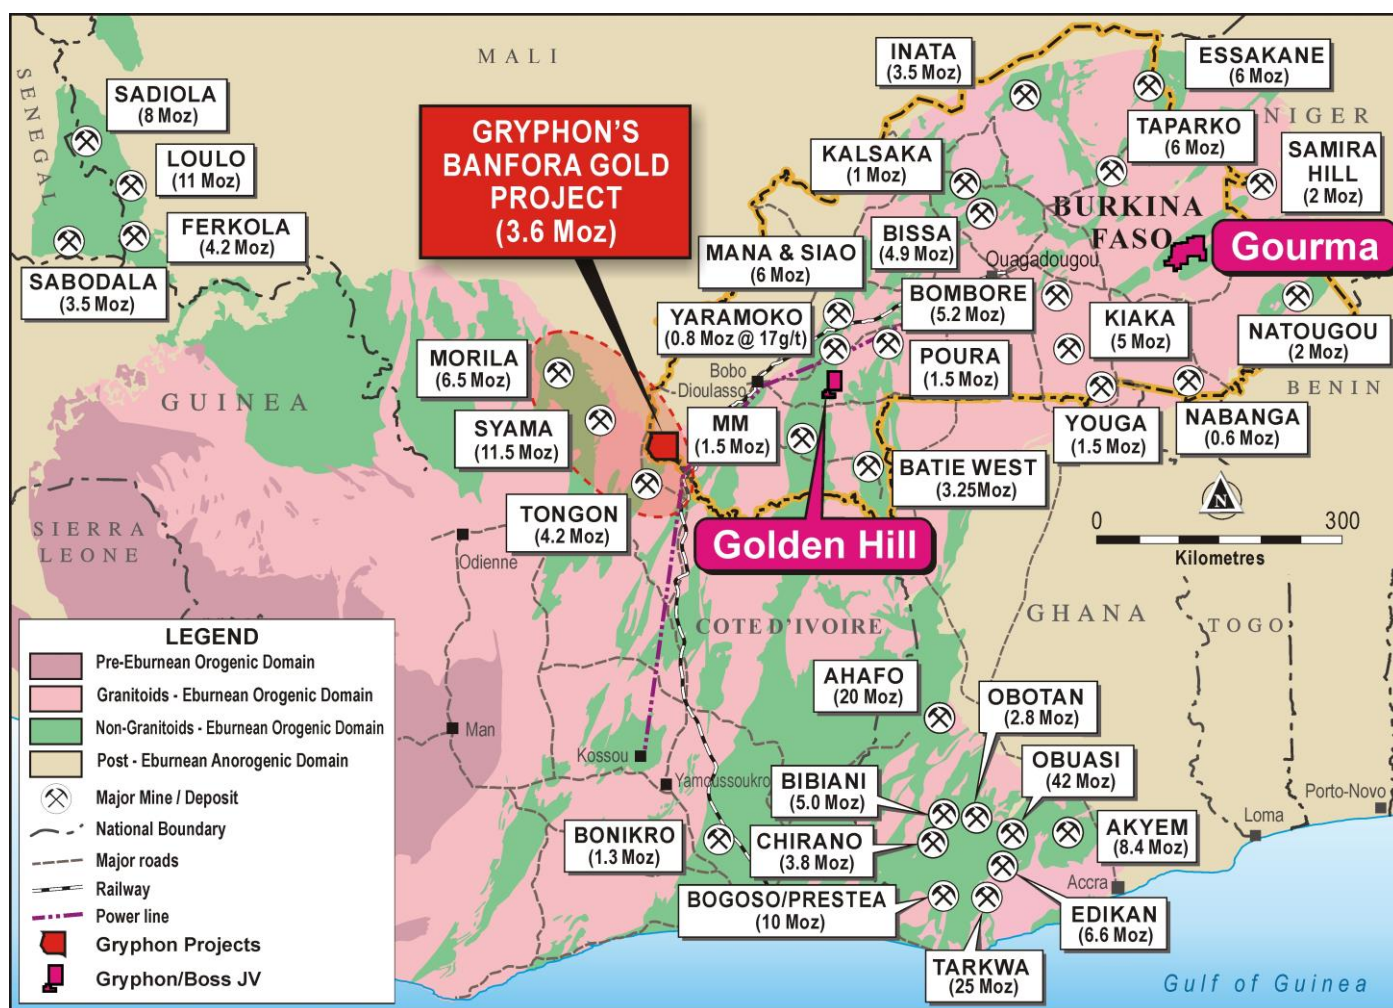 MALI
SENEGAL
SADIOLA
(8 Moz)
LOULO
(11 Moz)
FERKOLA
(4.2 Moz)
SABODALA
(3.5 Moz)
GRYPHON'S
BANFORA GOLD
PROJECT
(3.6 Moz)
INATA
(3.5 Moz)
ESSAKANE
(6 Moz)
NIGER
TAPARKO
(6 Moz)
SAMIRA
HILL
(2 Moz)
KALSAKA
(1 Moz)
BURKINA
FASO
BISSA
(4.9 Moz)
Gourma
MANA & SIAO
(6 Moz)
Ouagadougou
BOMBORE
(5.2 Moz)
YARAMOKO
(0.8 Moz @ 17g/t)
KIAKA
(5 Moz)
NATOUGOU
(2 Moz)
BENIN
MORILA
(6.5 Moz)
Bobo
Dioulasso
POURA
(1.5 Moz)
GUINEA
SYAMA
(11.5 Moz)
MM
(1.5 Moz)
YOUGA
(1.5 Moz)
NABANGA
(0.6 Moz)
BATIE WEST
(3.25Moz)
N
TONGON
(4.2 Moz)
Golden Hill
SIERRA
LEONE
Odienne
0 300
Kilometres
COTE D'IVOIRE
GHANA
TOGO
LEGEND
Pre-Eburnean Orogenic Domain
Granitoids - Eburnean Orogenic Domain
Non-Granitoids - Eburnean Orogenic Domain
Post - Eburnean Anorogenic Domain
Major Mine / Deposit
National Boundary
Major roads
Railway
Power line
Gryphon Projects
Gryphon/Boss JV
Man
Kossou
Yamoussoukro
AHAFO
(20 Moz)
OBOTAN
(2.8 Moz)
OBUASI
(42 Moz)
BIBIANI
(5.0 Moz)
BONIKRO
(1.3 Moz)
CHIRANO
(3.8 Moz)
AKYEM
(8.4 Moz)
Loma
Porto-Novo
BOGOSO/PRESTEA
(10 Moz)
Accra
EDIKAN
(6.6 Moz)
TARKWA
(25 Moz)
Gulf of Guinea